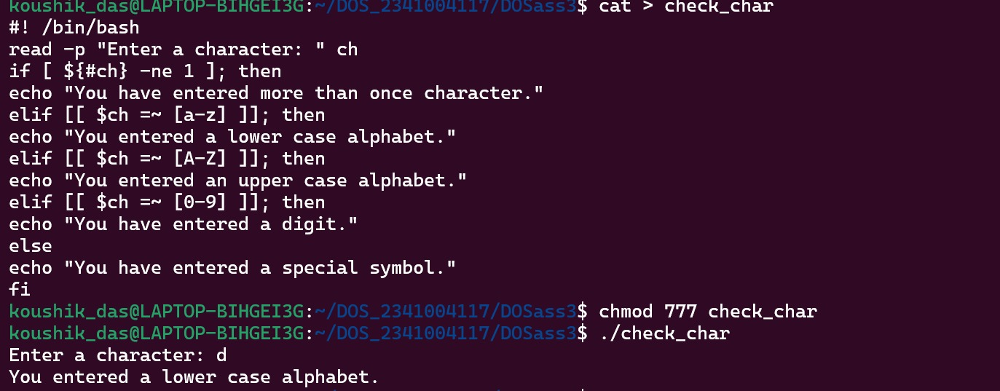 koushik_das@LAPTOP-BIHGEI3G:~/DOS_2341004117/DOSass3$ cat > check_char
#! /bin/bash
read -p "Enter a character: " ch
if [ ${#ch} -ne 1 ]; then
echo "You have entered more than once character."
elif [[ $ch =~ [a-z] ]]; then
echo "You entered a lower case alphabet."
elif [[ $ch =~ [A-Z] ]]; then
echo "You entered an upper case alphabet."
elif [[ $ch =~ [0-9] ]]; then
echo "You have entered a digit."
else
echo "You have entered a special symbol."
fi
koushik_das@LAPTOP-BIHGEI3G:~/DOS_2341004117/DOSass3$ chmod 777 check_char
koushik_das@LAPTOP-BIHGEI3G:~/DOS_2341004117/DOSass3$ ./check_char
Enter a character: d
You entered a lower case alphabet.